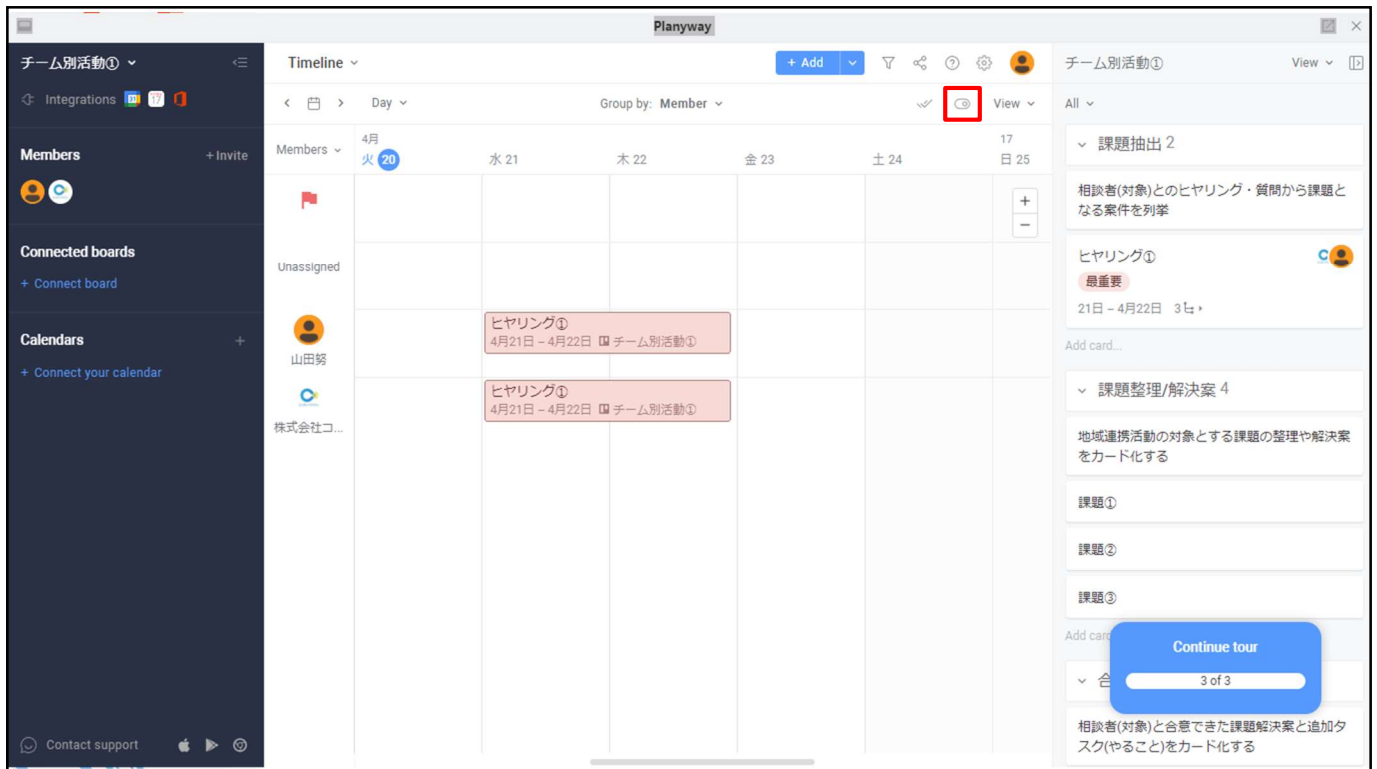 Planyway
チーム別活動①
Integrations 31 17
Members
+ Invite
Connected boards
+ Connect board
Calendars
+
+ Connect your calendar
Contact support
Timeline
+ Add
Day
Group by: Member
View
Members
4月
火 20
水 21
木 22
金 23
土 24
17
日 25
+
−
Unassigned
山田努
ヒヤリング①
4月21日 – 4月22日 チーム別活動①
株式会社コ...
ヒヤリング①
4月21日 – 4月22日 チーム別活動①
チーム別活動①
View
All
課題抽出 2
相談者(対象)とのヒヤリング・質問から課題と
なる案件を列挙
ヒヤリング①
最重要
21日 – 4月22日 3
Add card...
課題整理/解決案 4
地域連携活動の対象とする課題の整理や解決案
をカード化する
課題①
課題②
課題③
Add card
Continue tour
3 of 3
合
相談者(対象)と合意できた課題解決案と追加タ
スク(やること)をカード化する